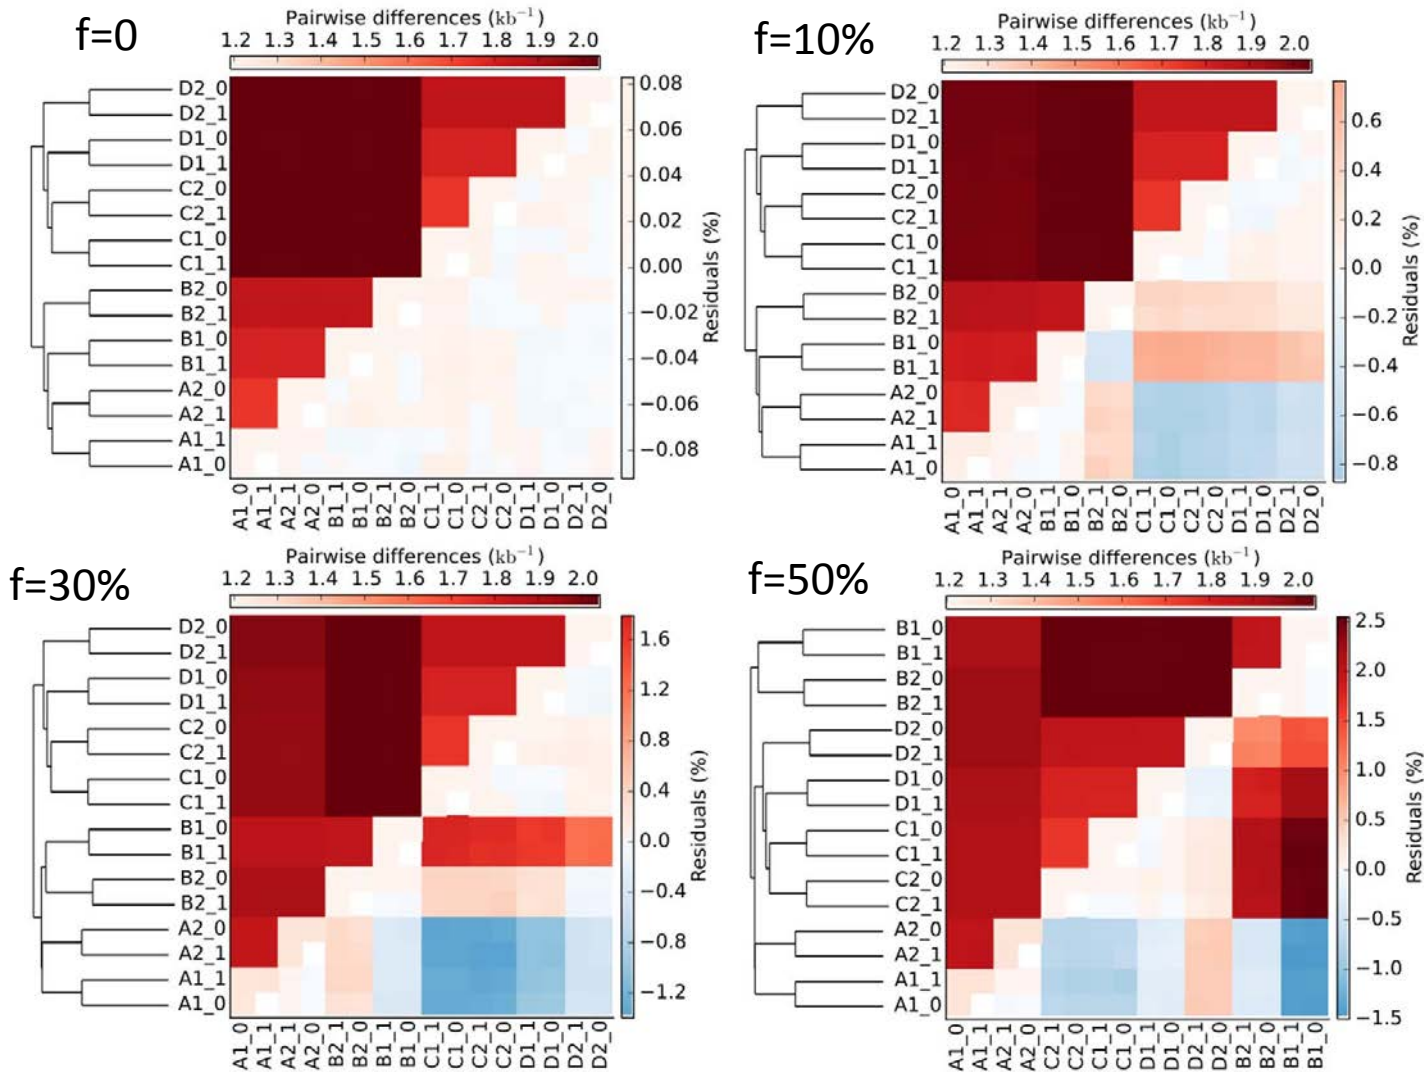 f=0
Pairwise differences (kb⁻¹)
1.2 1.3 1.4 1.5 1.6 1.7 1.8 1.9 2.0
D2_0
D2_1
D1_0
D1_1
C2_0
C2_1
C1_0
C1_1
B2_0
B2_1
B1_0
B1_1
A2_0
A2_1
A1_1
A1_0
A1_0 A1_1 A2_1 A2_0 B1_1 B1_0 B2_1 B2_0 C1_1 C1_0 C2_1 C2_0 D1_1 D1_0 D2_1 D2_0
0.08
0.06
0.04
0.02
0.00
−0.02
−0.04
−0.06
−0.08
Residuals (%)
f=10%
Pairwise differences (kb⁻¹)
1.2 1.3 1.4 1.5 1.6 1.7 1.8 1.9 2.0
D2_0
D2_1
D1_0
D1_1
C2_0
C2_1
C1_0
C1_1
B2_0
B2_1
B1_0
B1_1
A2_0
A2_1
A1_1
A1_0
A1_0 A1_1 A2_1 A2_0 B1_1 B1_0 B2_1 B2_0 C1_1 C1_0 C2_1 C2_0 D1_1 D1_0 D2_1 D2_0
0.6
0.4
0.2
0.0
−0.2
−0.4
−0.6
−0.8
Residuals (%)
f=30%
Pairwise differences (kb⁻¹)
1.2 1.3 1.4 1.5 1.6 1.7 1.8 1.9 2.0
D2_0
D2_1
D1_0
D1_1
C2_0
C2_1
C1_0
C1_1
B1_0
B1_1
B2_0
B2_1
A2_0
A2_1
A1_1
A1_0
A1_0 A1_1 A2_1 A2_0 B2_1 B2_0 B1_1 B1_0 C1_1 C1_0 C2_1 C2_0 D1_1 D1_0 D2_1 D2_0
1.6
1.2
0.8
0.4
0.0
−0.4
−0.8
−1.2
Residuals (%)
f=50%
Pairwise differences (kb⁻¹)
1.2 1.3 1.4 1.5 1.6 1.7 1.8 1.9 2.0
B1_0
B1_1
B2_0
B2_1
D2_0
D2_1
D1_0
D1_1
C1_0
C1_1
C2_0
C2_1
A2_0
A2_1
A1_1
A1_0
A1_0 A1_1 A2_1 A2_0 C2_1 C2_0 C1_1 C1_0 D1_1 D1_0 D2_1 D2_0 B2_1 B2_0 B1_1 B1_0
2.5
2.0
1.5
1.0
0.5
0.0
−0.5
−1.0
−1.5
Residuals (%)